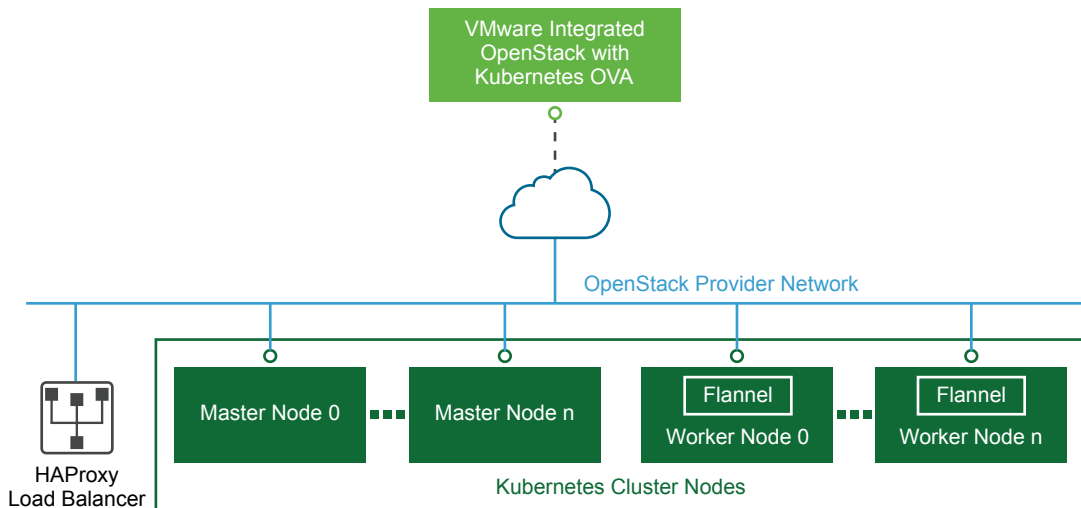 VMware Integrated
OpenStack with
Kubernetes OVA
OpenStack Provider Network
Master Node 0
Master Node n
Flannel
Worker Node 0
Flannel
Worker Node n
HAProxy
Load Balancer
Kubernetes Cluster Nodes